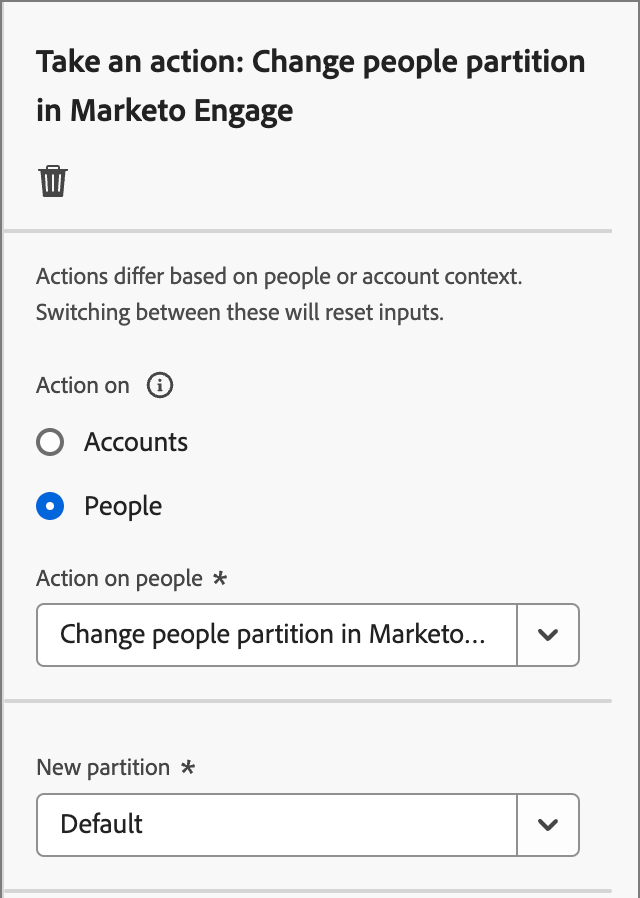 Take an action: Change people partition
in Marketo Engage
Actions differ based on people or account context.
Switching between these will reset inputs.
Action on
Accounts
People
Action on people *
Change people partition in Marketo...
New partition *
Default